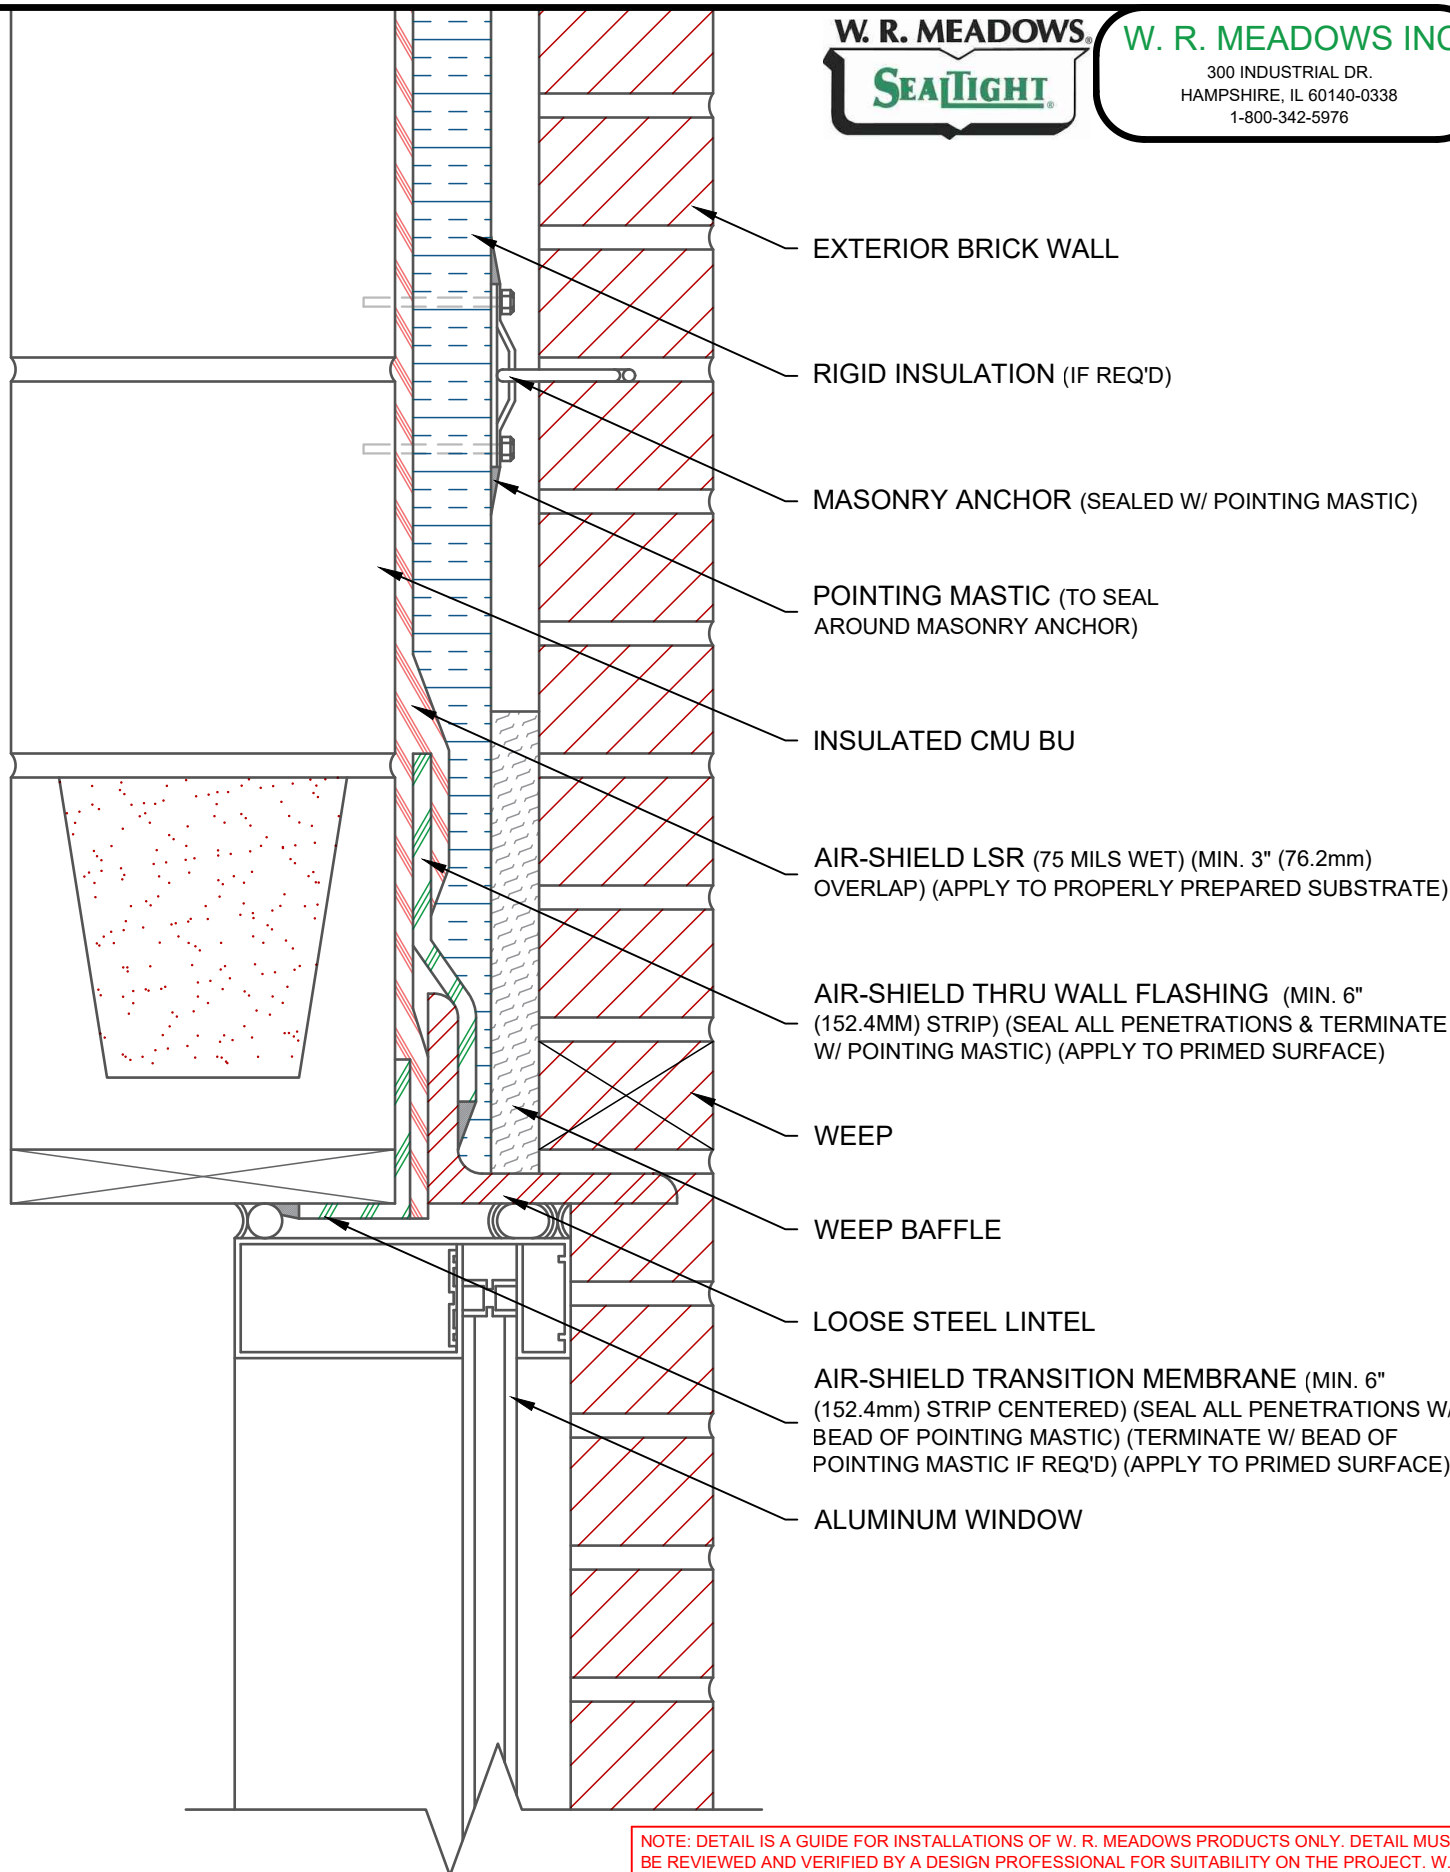 W. R. MEADOWS®
SEALTIGHT®
W. R. MEADOWS INC
300 INDUSTRIAL DR.
HAMPSHIRE, IL 60140-0338
1-800-342-5976
EXTERIOR BRICK WALL
RIGID INSULATION (IF REQ'D)
MASONRY ANCHOR (SEALED W/ POINTING MASTIC)
POINTING MASTIC (TO SEAL
AROUND MASONRY ANCHOR)
INSULATED CMU BU
AIR-SHIELD LSR (75 MILS WET) (MIN. 3" (76.2mm)
OVERLAP) (APPLY TO PROPERLY PREPARED SUBSTRATE)
AIR-SHIELD THRU WALL FLASHING (MIN. 6"
(152.4MM) STRIP) (SEAL ALL PENETRATIONS & TERMINATE
W/ POINTING MASTIC) (APPLY TO PRIMED SURFACE)
WEEP
WEEP BAFFLE
LOOSE STEEL LINTEL
AIR-SHIELD TRANSITION MEMBRANE (MIN. 6"
(152.4mm) STRIP CENTERED) (SEAL ALL PENETRATIONS W/
BEAD OF POINTING MASTIC) (TERMINATE W/ BEAD OF
POINTING MASTIC IF REQ'D) (APPLY TO PRIMED SURFACE)
ALUMINUM WINDOW
NOTE: DETAIL IS A GUIDE FOR INSTALLATIONS OF W. R. MEADOWS PRODUCTS ONLY. DETAIL MUS
BE REVIEWED AND VERIFIED BY A DESIGN PROFESSIONAL FOR SUITABILITY ON THE PROJECT. W.